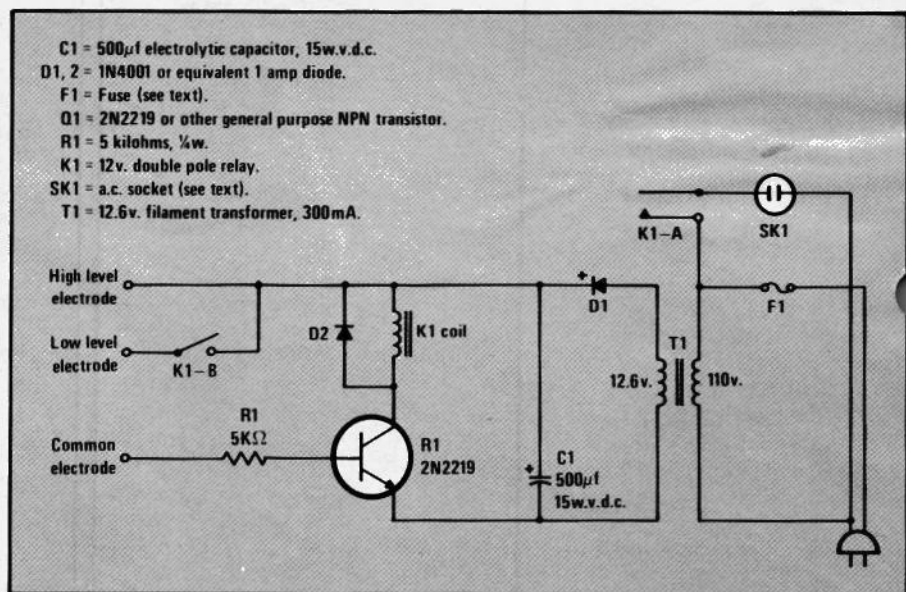 C1 = 500µf electrolytic capacitor, 15w.v.d.c.
D1, 2 = 1N4001 or equivalent 1 amp diode.
F1 = Fuse (see text).
Q1 = 2N2219 or other general purpose NPN transistor.
R1 = 5 kilohms, ¼w.
K1 = 12v. double pole relay.
SK1 = a.c. socket (see text).
T1 = 12.6v. filament transformer, 300mA.
K1-A
SK1
High level
electrode
D1
F1
D2
K1 coil
Low level
electrode
K1-B
T1
12.6v.
110v.
R1
5KΩ
Common
electrode
R1
2N2219
+
C1
500µf
15w.v.d.c.
+